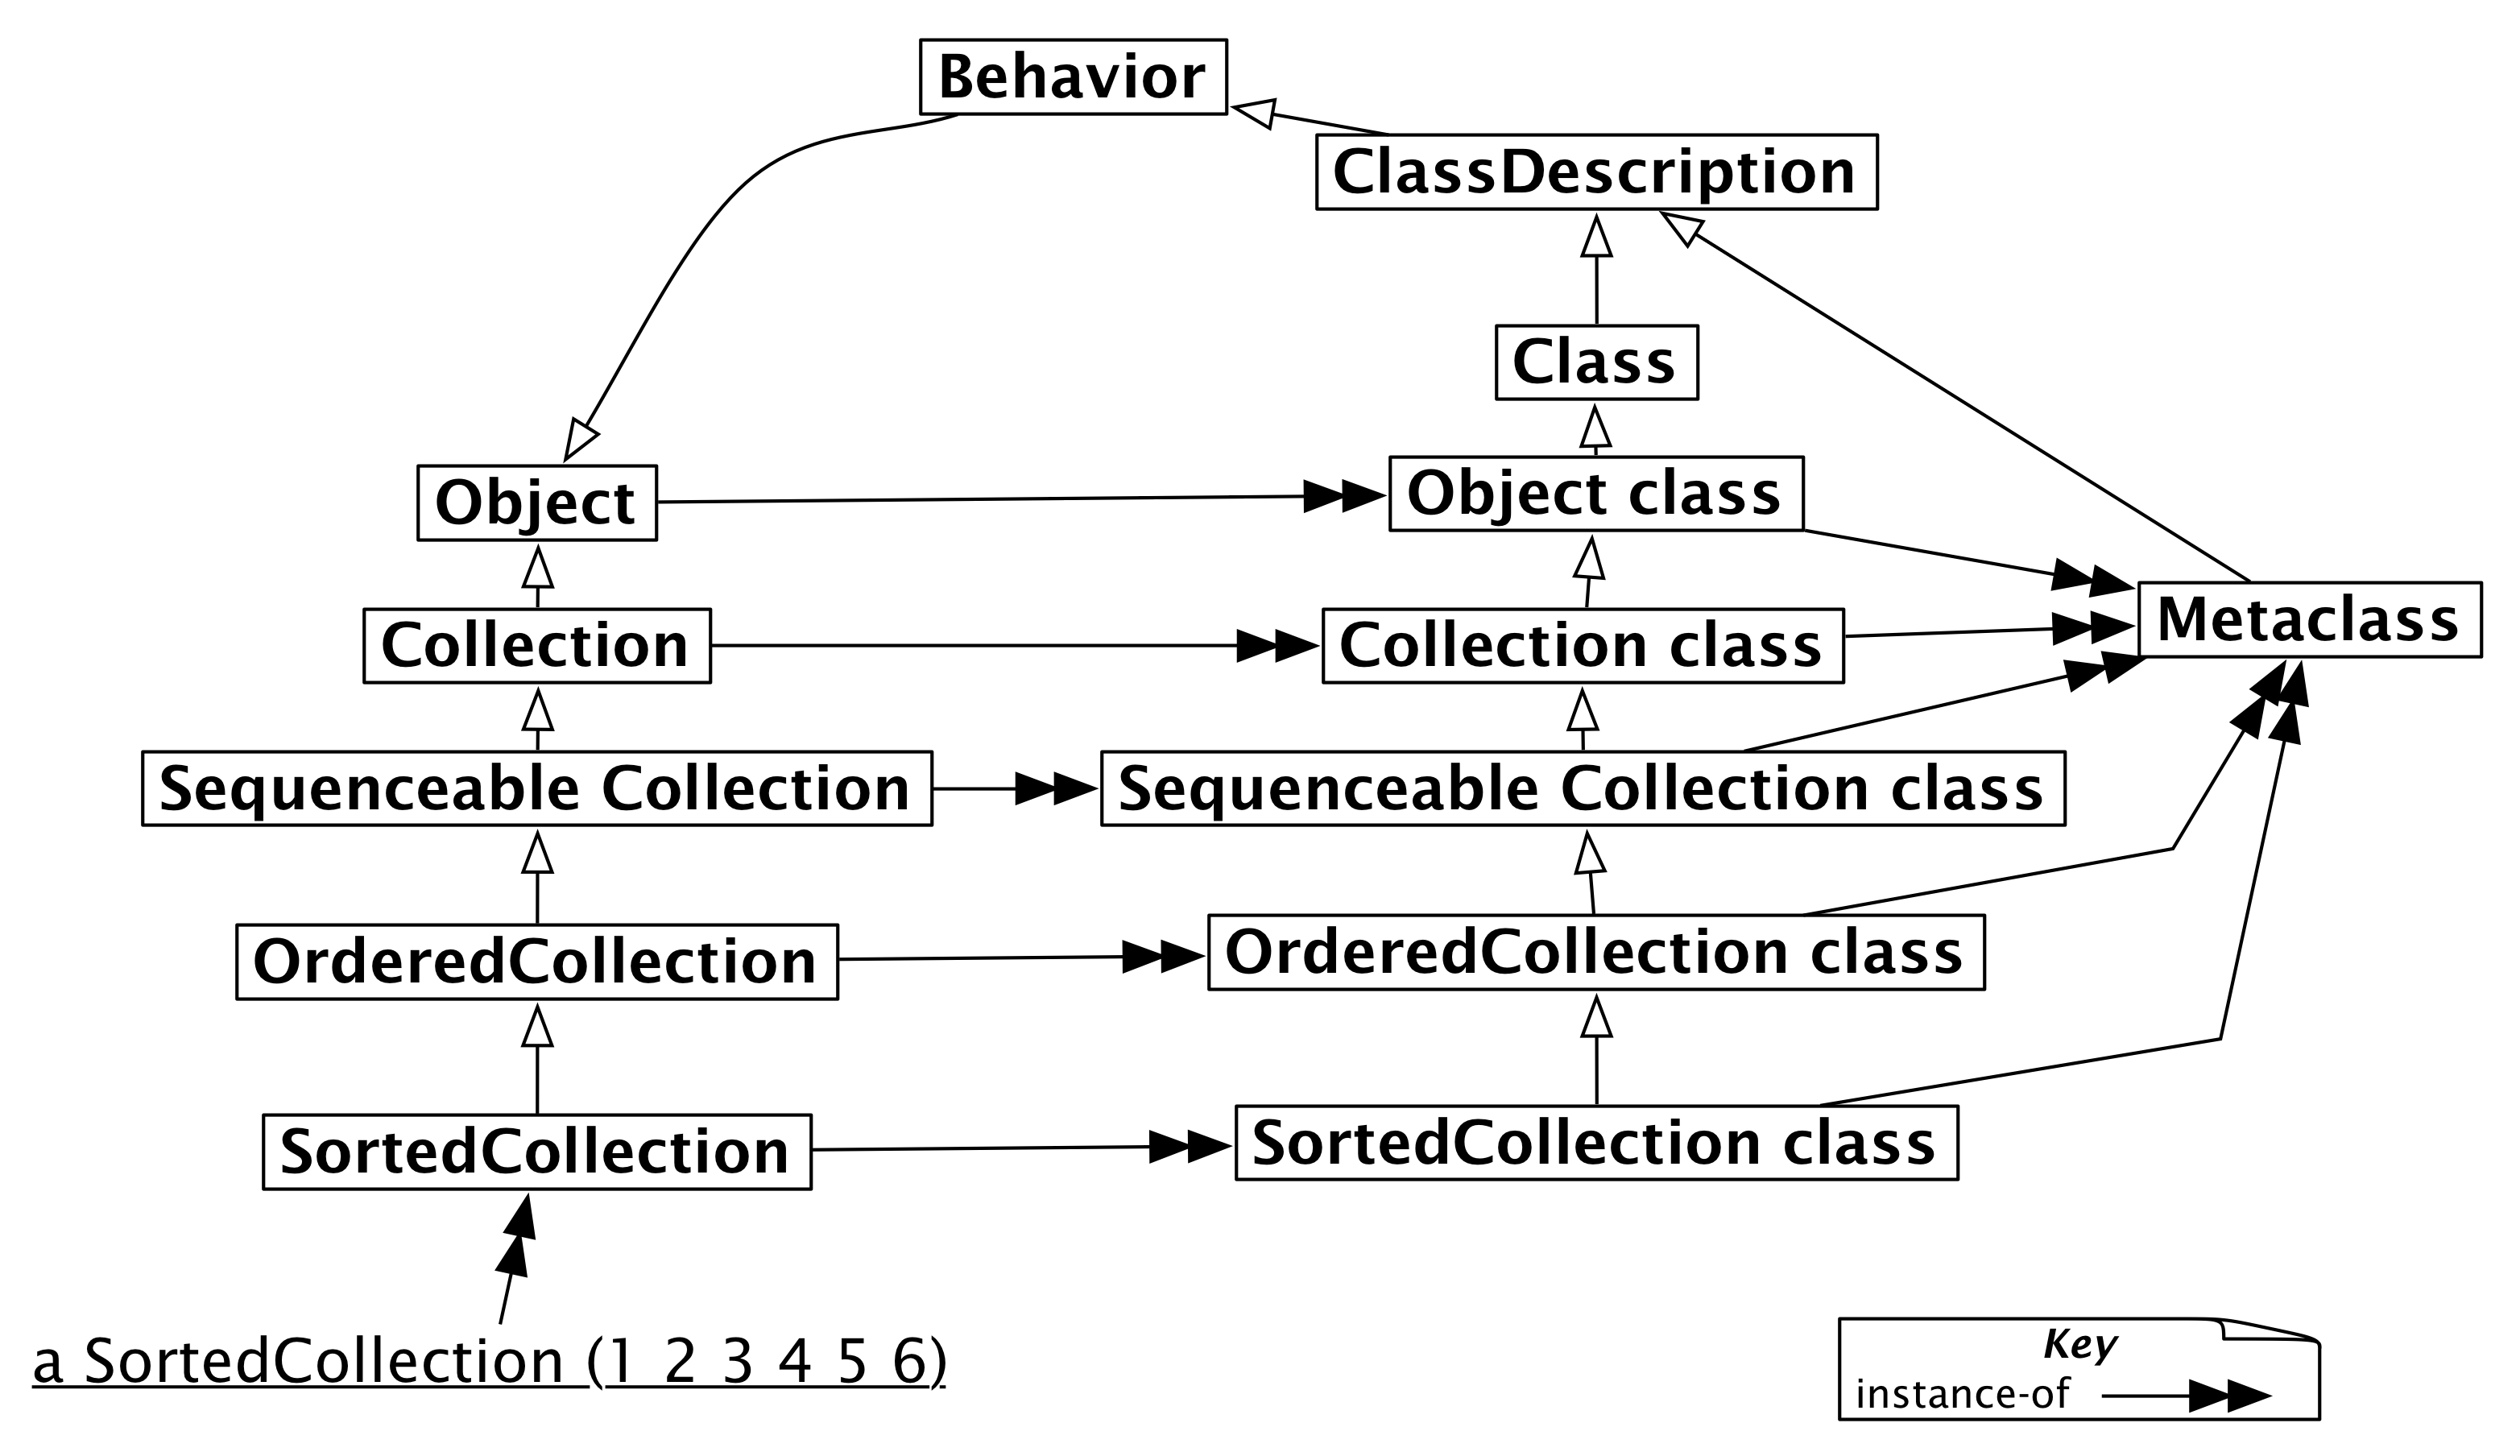 Behavior
ClassDescription
Class
Object
Object class
Collection
Collection class
Metaclass
Sequenceable Collection
Sequenceable Collection class
OrderedCollection
OrderedCollection class
SortedCollection
SortedCollection class
a SortedCollection (1 2 3 4 5 6)
Key
instance-of